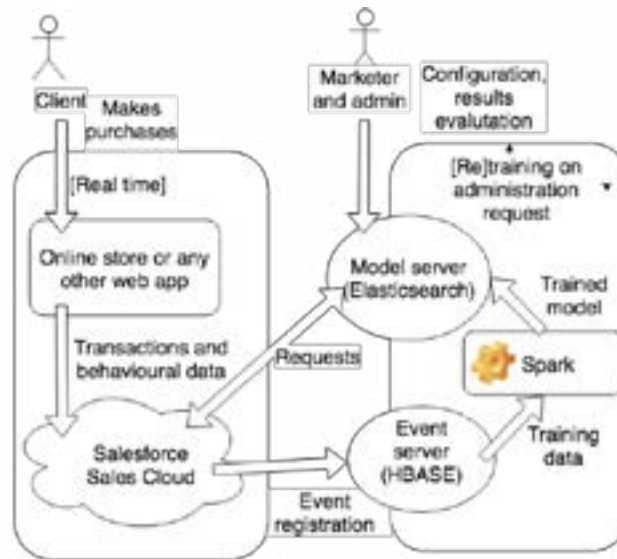 Client
Makes
purchases
[Real time]
Online store or any
other web app
Transactions and
behavioural data
Salesforce
Sales Cloud
Marketer
and admin
Configuration,
results
evalutation
[Re]training on
administration
request
Model server
(Elasticsearch)
Requests
Trained
model
Spark
Event
server
(HBASE)
Training
data
Event
registration